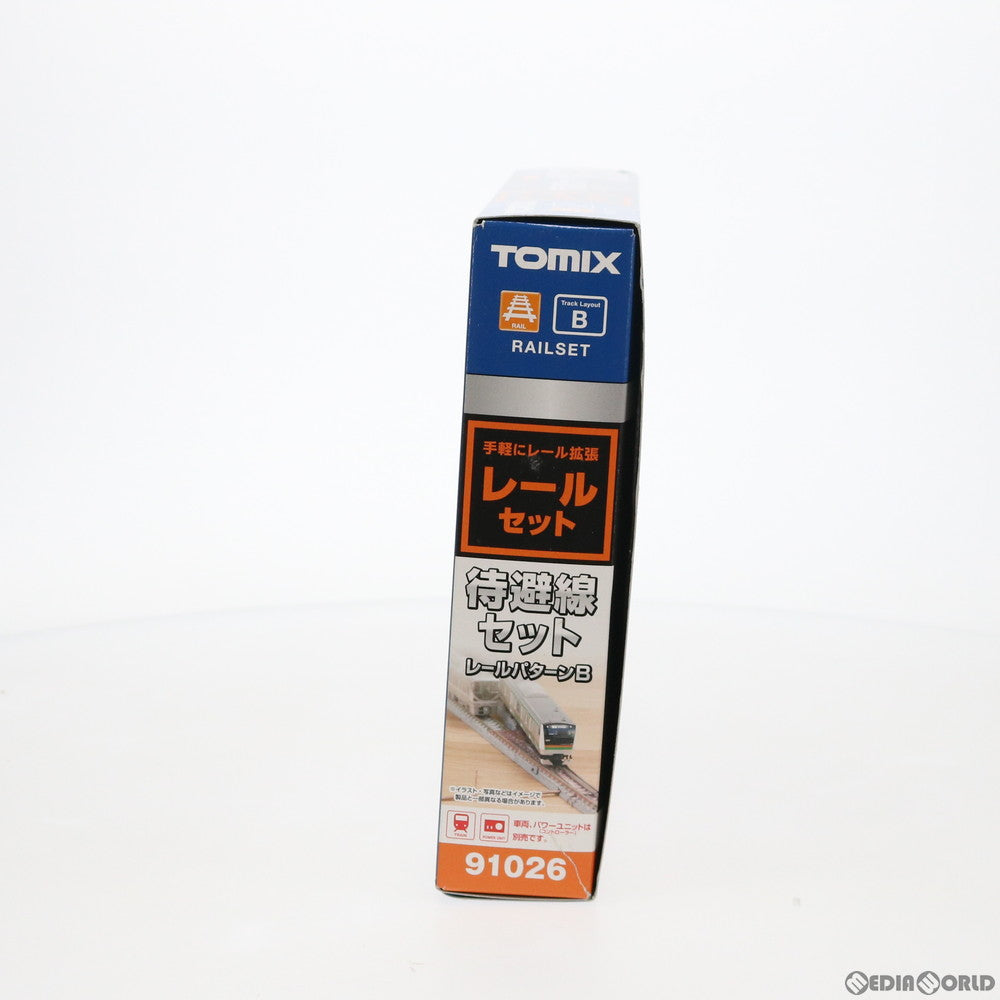 TOMIX
RAIL
Track Layout
B
RAILSET
手軽にレール拡張
レール
セット
待避線
セット
レールパターンB
※イラスト・写真などはイメージで
製品と一部異なる場合があります。
TRAIN
POWER UNIT
車両、パワーユニットは
(コントローラー)
別売です。
91026
MEDIAWORLD